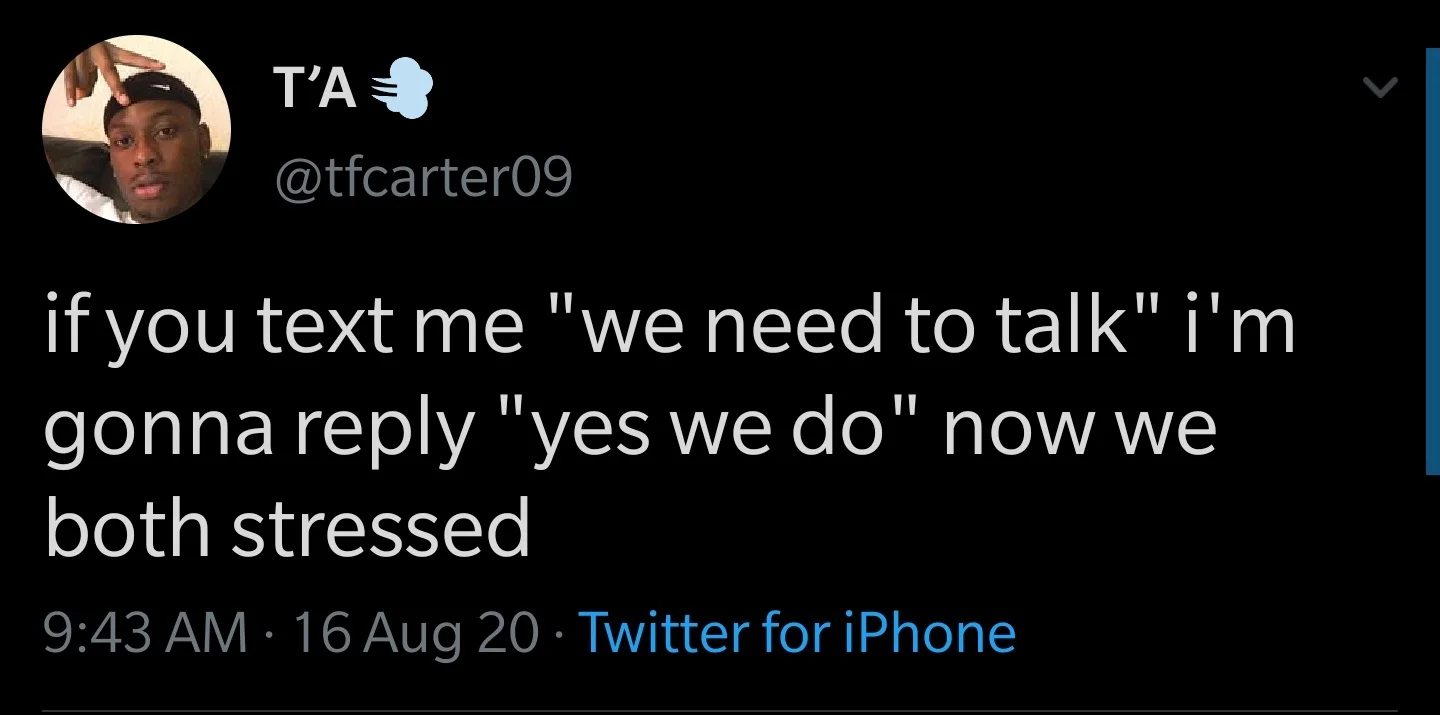 T’A 💨
@tfcarter09
if you text me "we need to talk" i'm
gonna reply "yes we do" now we
both stressed
9:43 AM · 16 Aug 20 · Twitter for iPhone